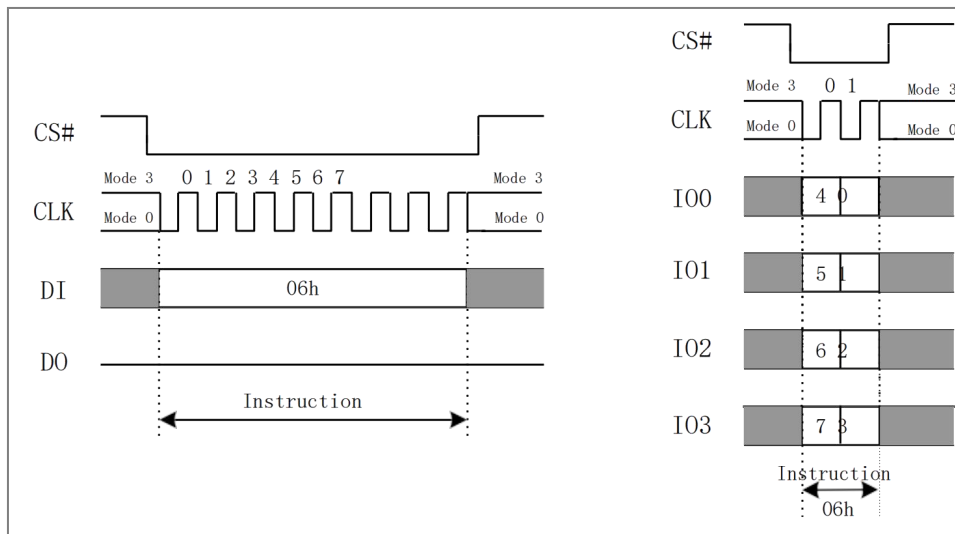 CS#
Mode 3 0 1 2 3 4 5 6 7 Mode 3
CLK
Mode 0 Mode 0
DI 06h
DO
Instruction
CS#
Mode 3 0 1 Mode 3
CLK
Mode 0 Mode 0
IO0 4 0
IO1 5 1
IO2 6 2
IO3 7 3
Instruction
06h